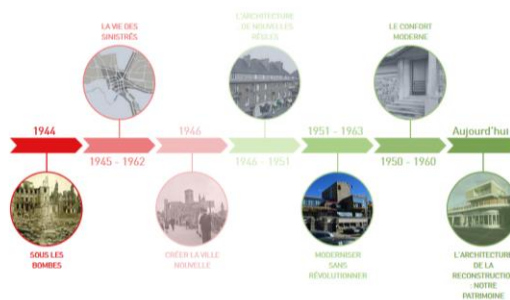 LA VIE DES
SINISTRÉS
L'ARCHITECTURE
: DE NOUVELLES
RÈGLES
LE CONFORT
MODERNE
1944
1945 - 1962
1946
1946 - 1951
1951 - 1963
1950 - 1960
Aujourd'hui
SOUS LES
BOMBES
CRÉER LA VILLE
NOUVELLE
MODERNISER
SANS
RÉVOLUTIONNER
L'ARCHITECTURE
DE LA
RECONSTRUCTION
: NOTRE
PATRIMOINE